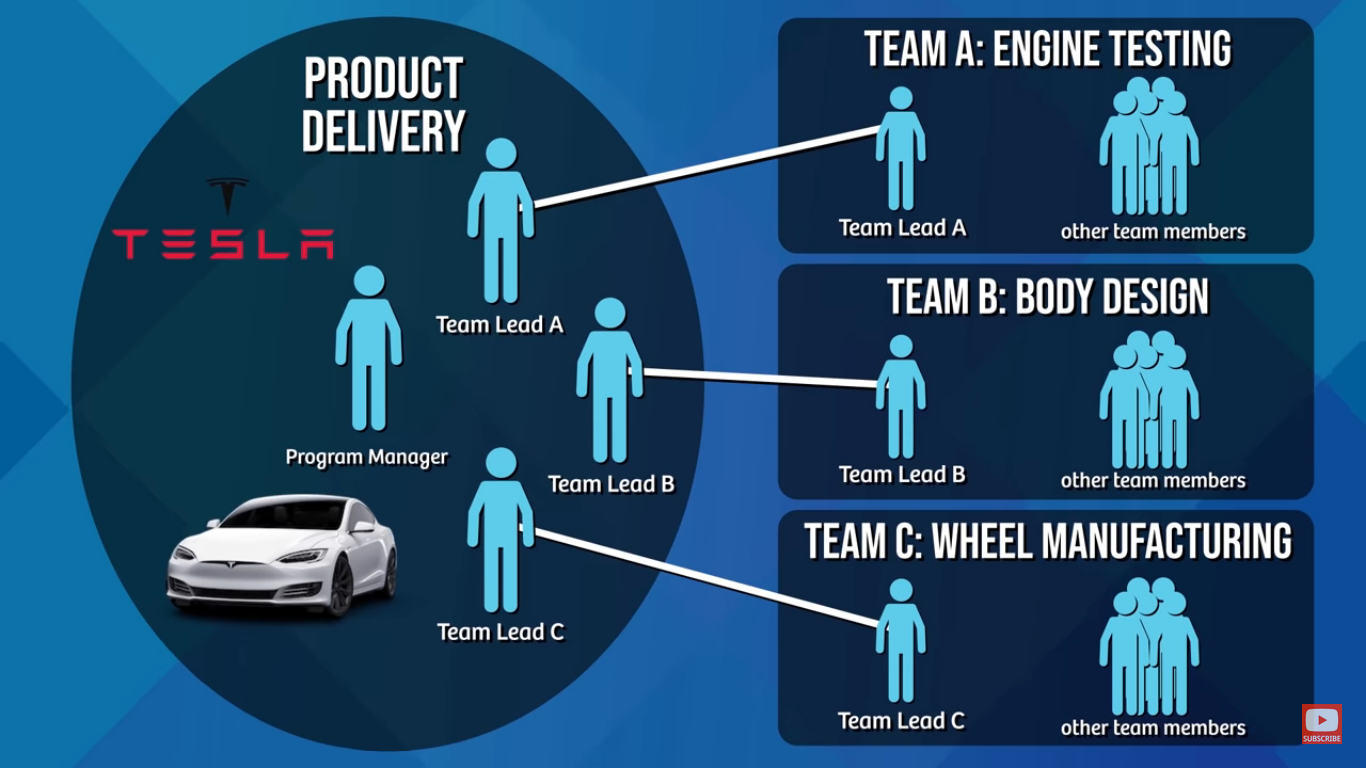 PRODUCT
DELIVERY
TESLA
Team Lead A
Program Manager
Team Lead B
Team Lead C
TEAM A: ENGINE TESTING
Team Lead A
other team members
TEAM B: BODY DESIGN
Team Lead B
other team members
TEAM C: WHEEL MANUFACTURING
Team Lead C
other team members
SUBSCRIBE